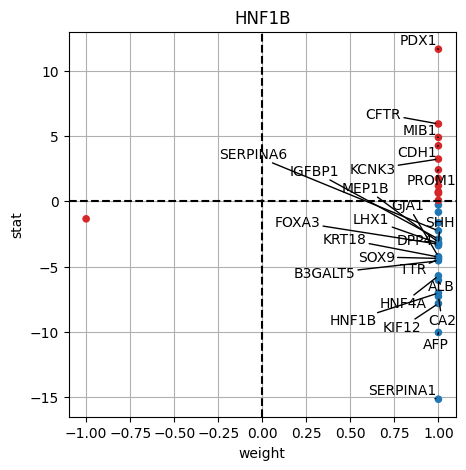 HNF1B
PDX1
CFTR
MIB1
CDH1
SERPINA6
KCNK3
IGFBP1
PROM1
MEP1B
GJA1
FOXA3
LHX1
SHH
KRT18
DPP4
SOX9
TTR
B3GALT5
ALB
HNF4A
HNF1B
CA2
KIF12
AFP
SERPINA1
stat
10
5
0
−5
−10
−15
−1.00 −0.75 −0.50 −0.25 0.00 0.25 0.50 0.75 1.00
weight